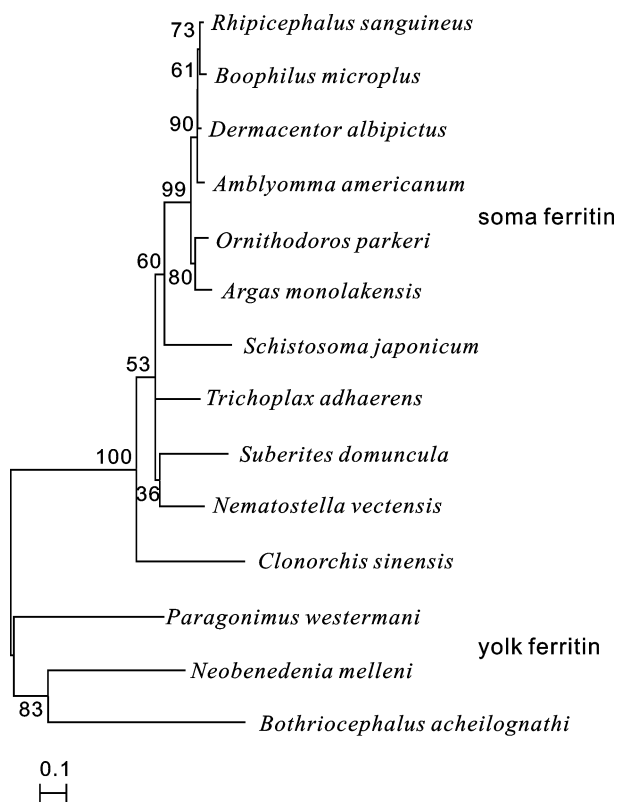 Rhipicephalus sanguineus
73
61
Boophilus microplus
90
Dermacentor albipictus
99
Amblyomma americanum
soma ferritin
Ornithodoros parkeri
60
80
Argas monolakensis
Schistosoma japonicum
53
Trichoplax adhaerens
100
Suberites domuncula
36
Nematostella vectensis
Clonorchis sinensis
Paragonimus westermani
yolk ferritin
Neobenedenia melleni
83
Bothriocephalus acheilognathi
0.1